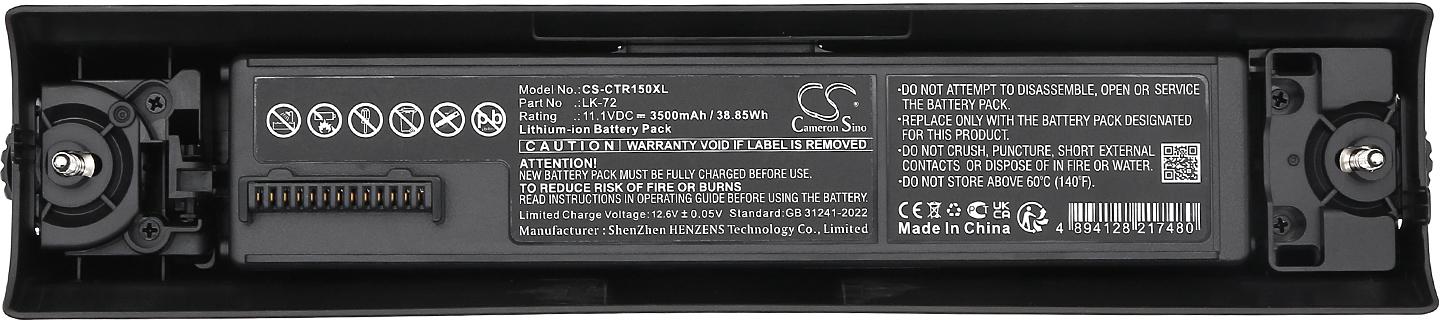 Model No.:CS-CTR150XL
Part No .:LK-72
Rating .:11.1VDC⎓3500mAh / 38.85Wh
Lithium-ion Battery Pack
CS
Cameron Sino
CAUTION WARRANTY VOID IF LABEL IS REMOVED
ATTENTION!
NEW BATTERY PACK MUST BE FULLY CHARGED BEFORE USE.
TO REDUCE RISK OF FIRE OR BURNS
READ INSTRUCTIONS IN OPERATING GUIDE BEFORE USING THE BATTERY.
Limited Charge Voltage:12.6V ± 0.05V Standard:GB 31241-2022
Manufacturer : ShenZhen HENZENS Technology Co., Limited
Pb
·DO NOT ATTEMPT TO DISASSEMBLE, OPEN OR SERVICE
THE BATTERY PACK.
·REPLACE ONLY WITH THE BATTERY PACK DESIGNATED
FOR THIS PRODUCT.
·DO NOT CRUSH, PUNCTURE, SHORT EXTERNAL
CONTACTS OR DISPOSE OF IN FIRE OR WATER.
·DO NOT STORE ABOVE 60°C (140°F).
CE UK CA
Made In China
4 894128 217480